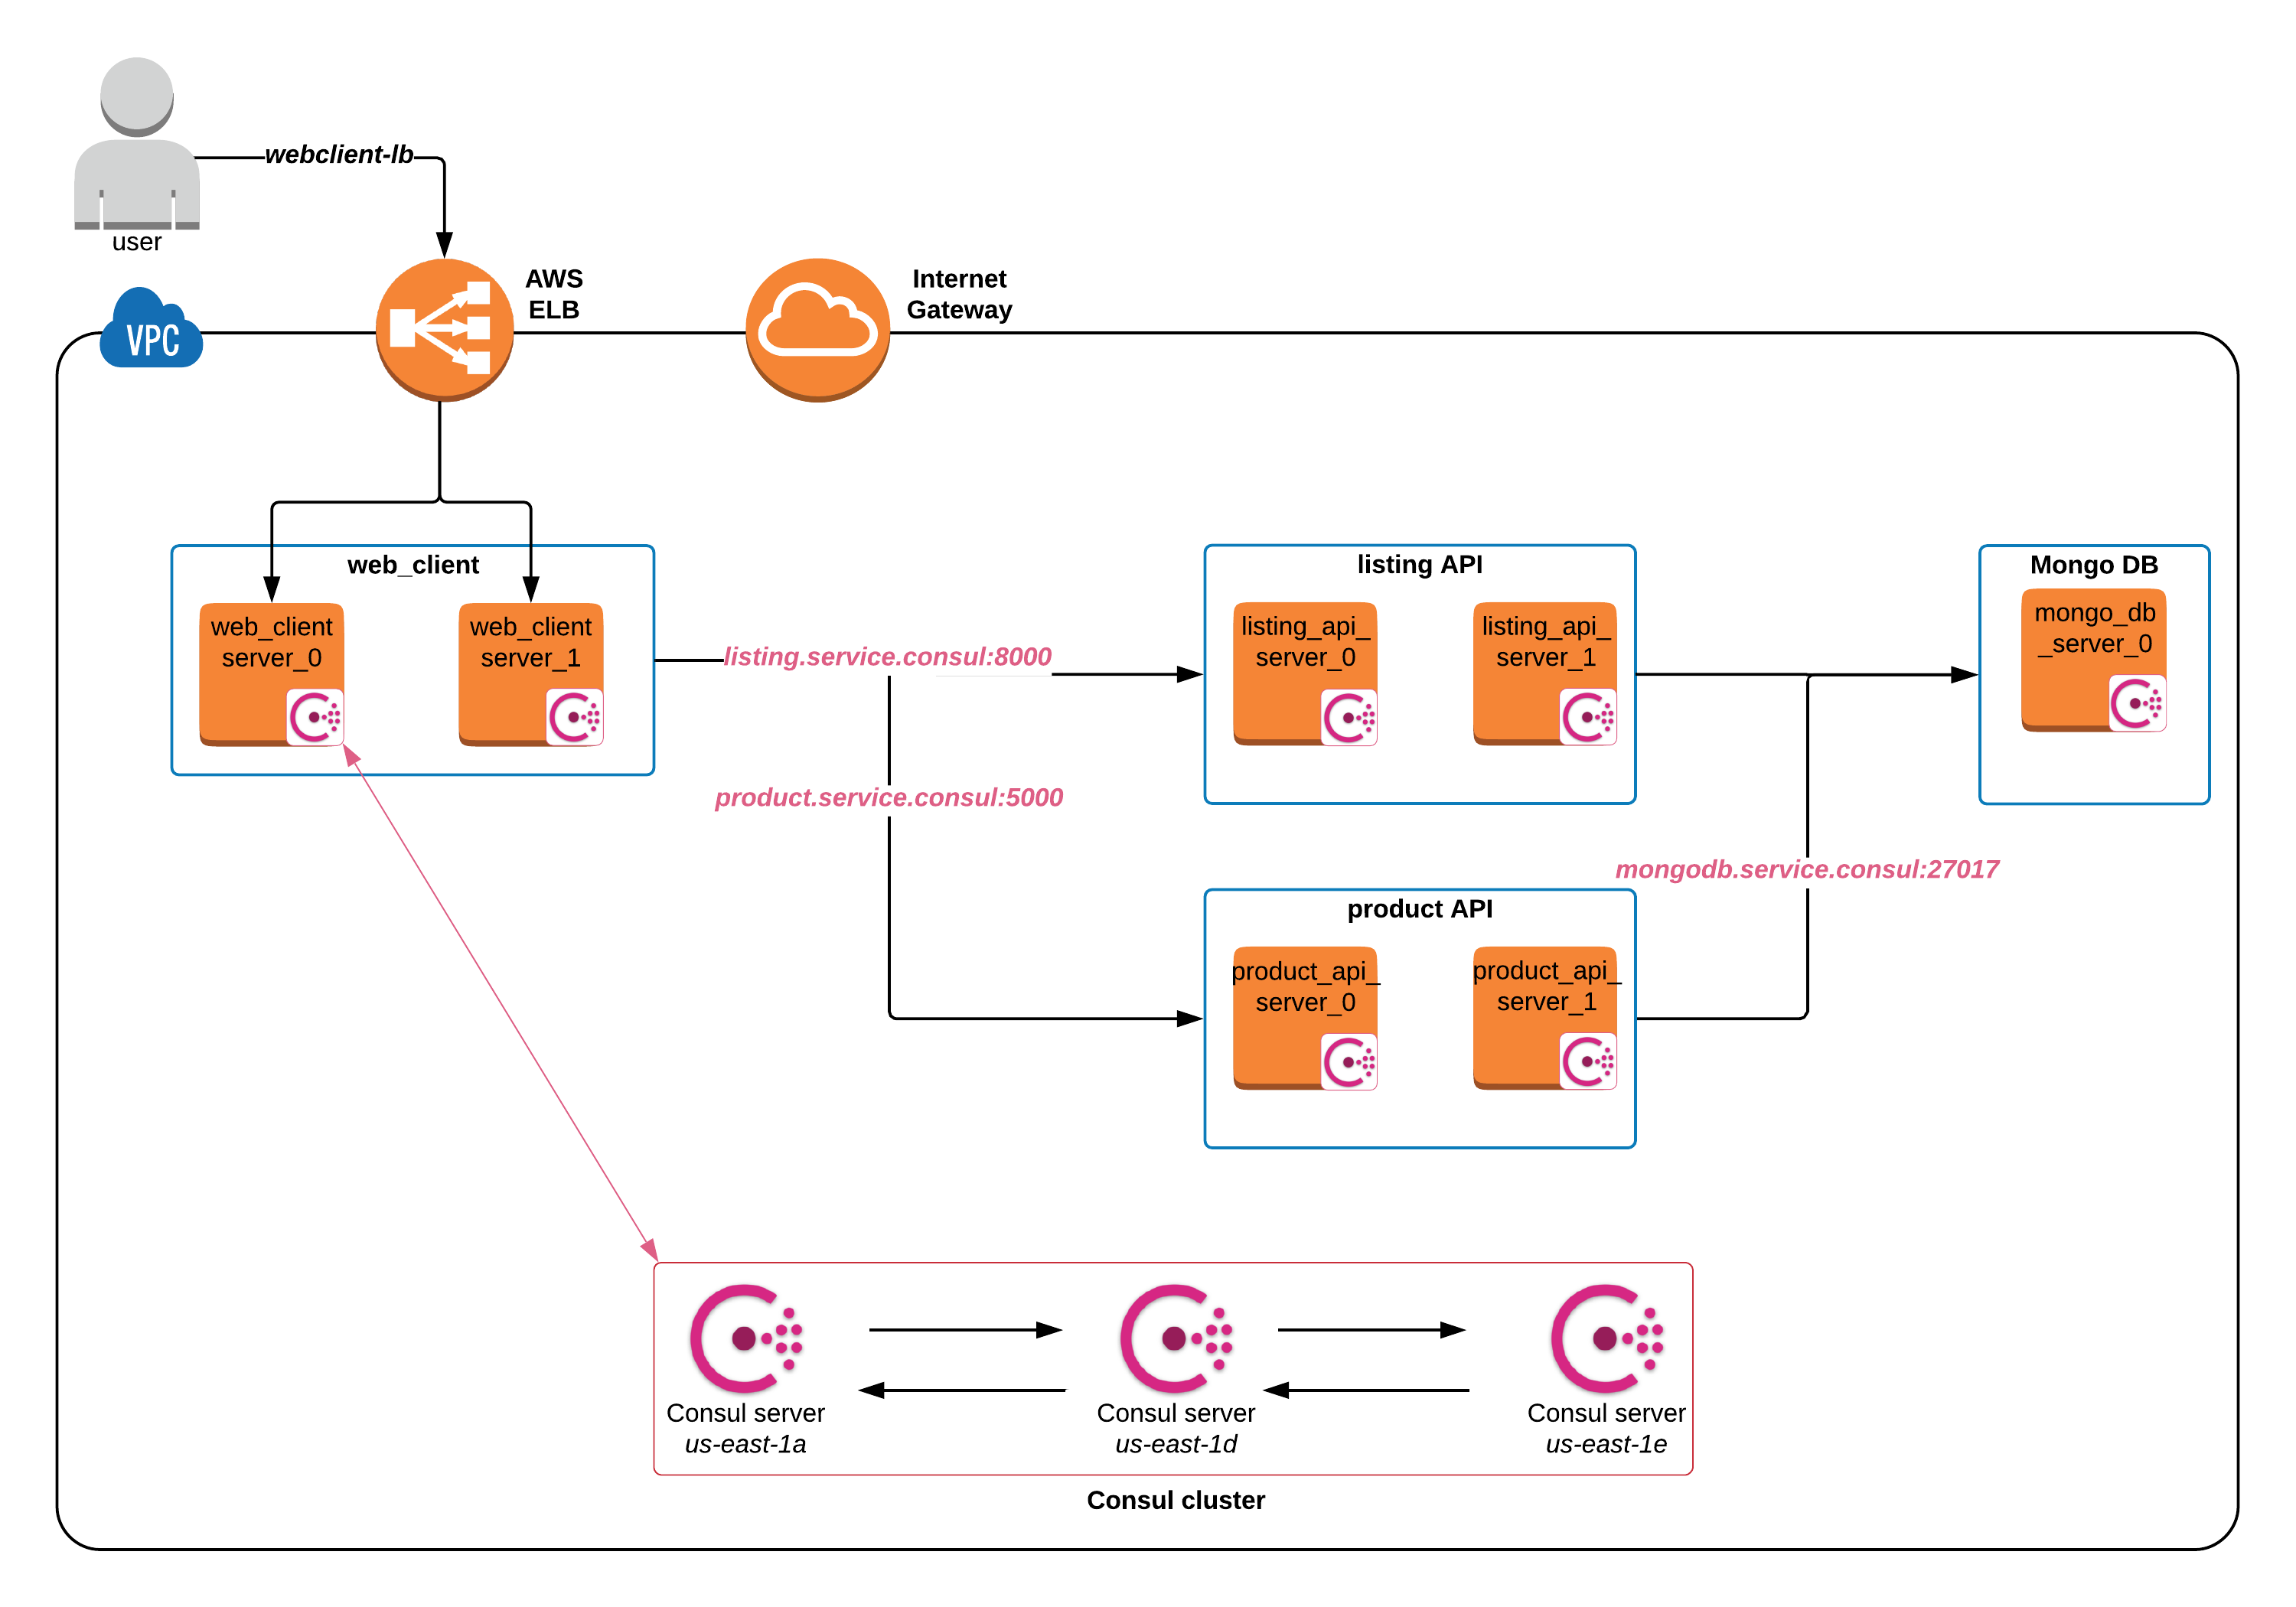 webclient-lb
user
AWS
ELB
Internet
Gateway
VPC
web_client
web_client
server_0
web_client
server_1
listing.service.consul:8000
product.service.consul:5000
listing API
listing_api_
server_0
listing_api_
server_1
Mongo DB
mongo_db
_server_0
mongodb.service.consul:27017
product API
product_api_
server_0
product_api_
server_1
Consul server
us-east-1a
Consul server
us-east-1d
Consul server
us-east-1e
Consul cluster